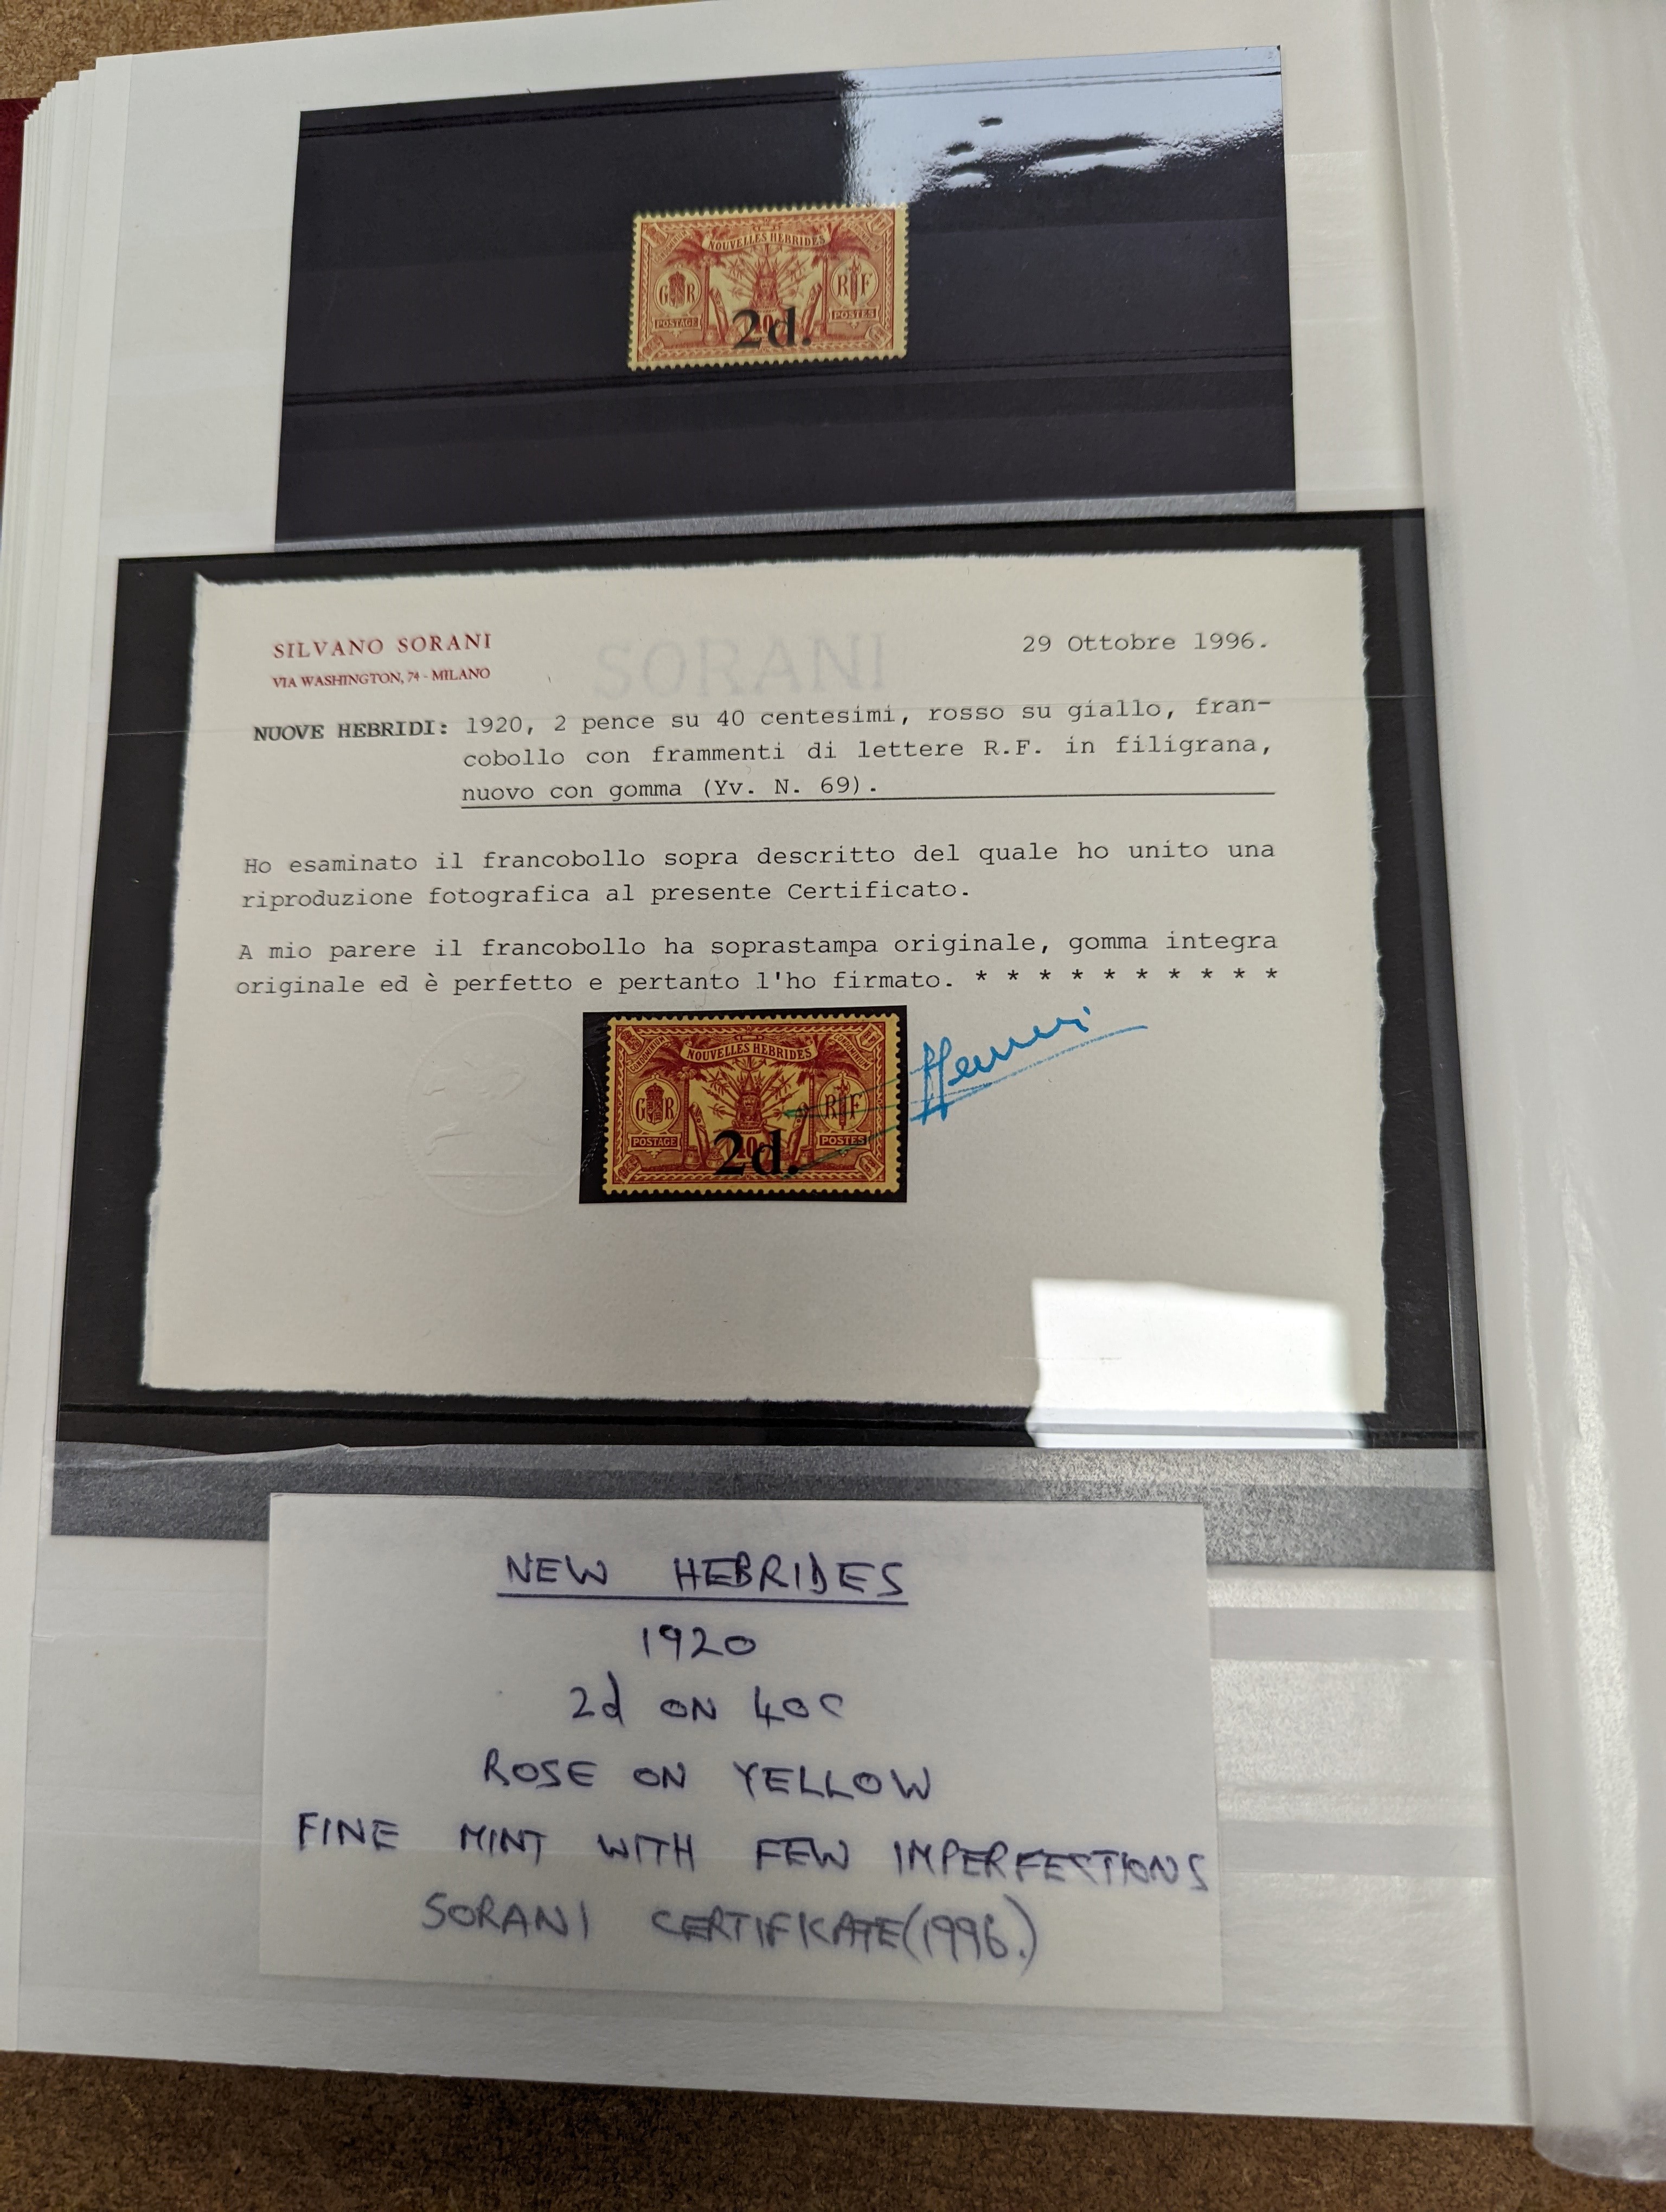 NOUVELLES HEBRIDES
G R
R F
POSTAGE
POSTES
2d.
SORANI
SILVANO SORANI
VIA WASHINGTON, 74 - MILANO
29 Ottobre 1996.
NUOVE HEBRIDI: 1920, 2 pence su 40 centesimi, rosso su giallo, fran-
cobollo con frammenti di lettere R.F. in filigrana,
nuovo con gomma (Yv. N. 69).
Ho esaminato il francobollo sopra descritto del quale ho unito una
riproduzione fotografica al presente Certificato.
A mio parere il francobollo ha soprastampa originale, gomma integra
originale ed è perfetto e pertanto l'ho firmato. * * * * * * * * * *
CONDOMINIUM
CONDOMINIUM
NOUVELLES HEBRIDES
G R
R F
POSTAGE
POSTES
40
2d.
NEW HEBRIDES
1920
2d ON 40C
ROSE ON YELLOW
FINE MINT WITH FEW IMPERFECTIONS
SORANI CERTIFICATE(1996.)